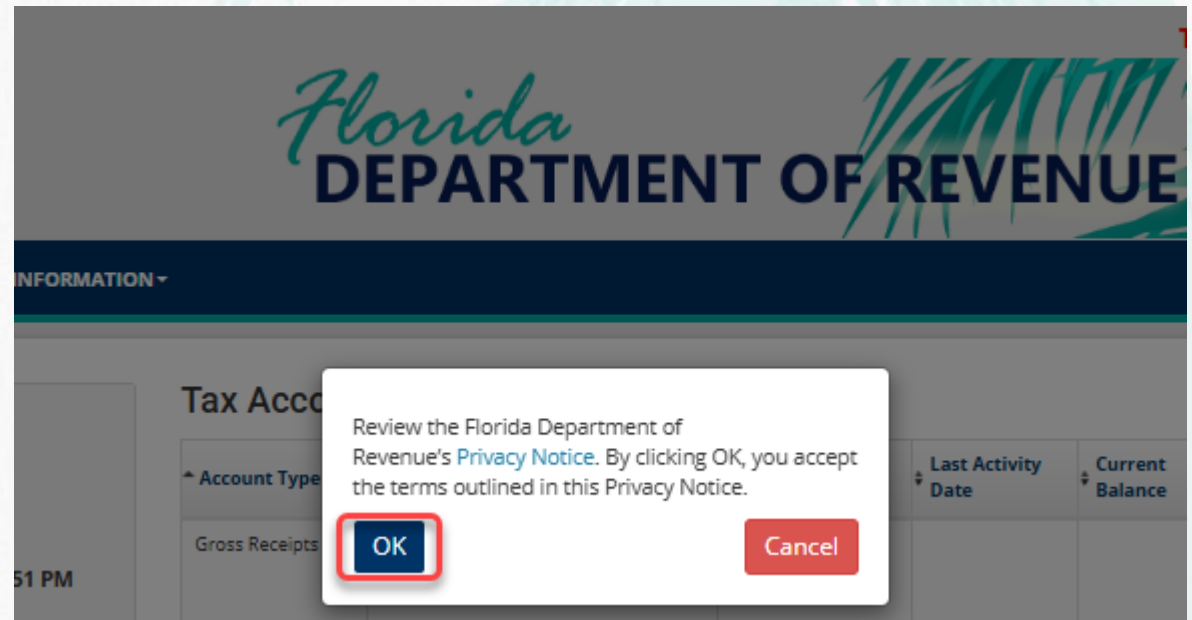 Florida
DEPARTMENT OF REVENUE
INFORMATION
Tax Acco
Review the Florida Department of
Revenue's Privacy Notice. By clicking OK, you accept
the terms outlined in this Privacy Notice.
OK
Cancel
Account Type
Last Activity
Date
Current
Balance
Gross Receipts
51 PM